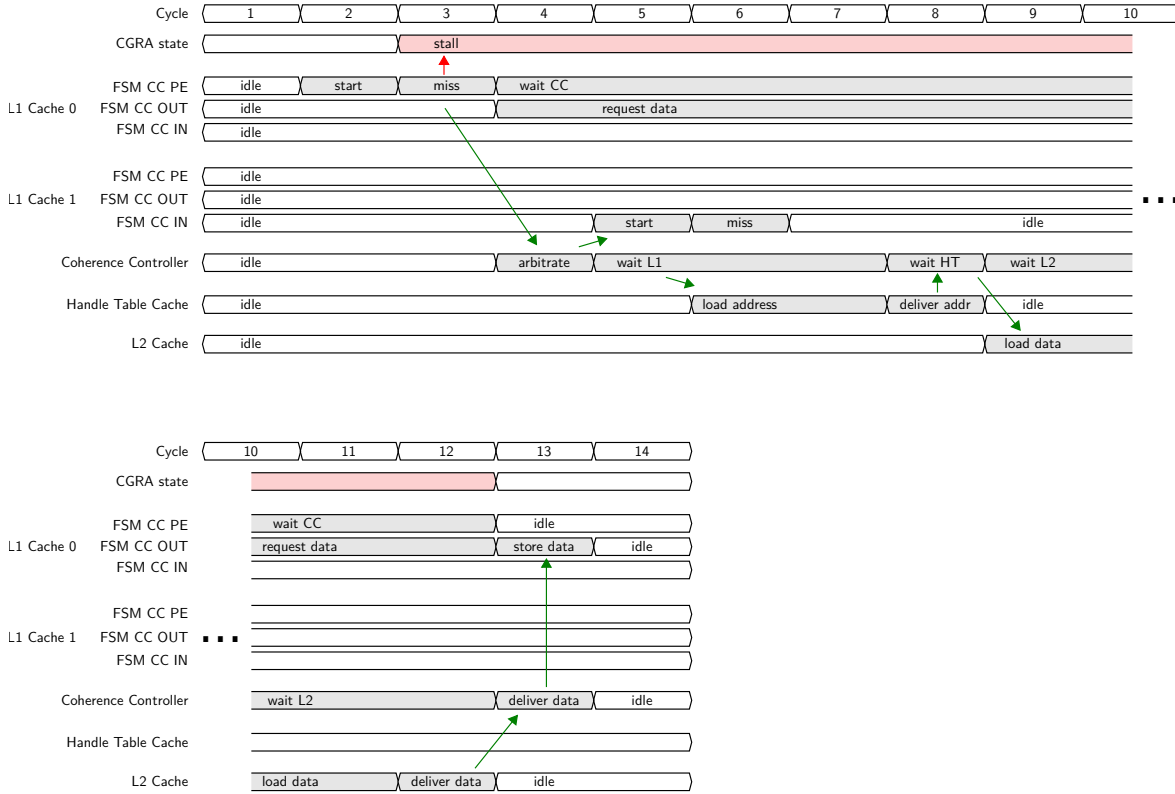 Cycle 1 2 3 4 5 6 7 8 9 10
CGRA state stall
FSM CC PE idle start miss wait CC
L1 Cache 0 FSM CC OUT idle request data
FSM CC IN idle
FSM CC PE idle
L1 Cache 1 FSM CC OUT idle ...
FSM CC IN idle start miss idle
Coherence Controller idle arbitrate wait L1 wait HT wait L2
Handle Table Cache idle load address deliver addr idle
L2 Cache idle load data
Cycle 10 11 12 13 14
CGRA state
FSM CC PE wait CC idle
L1 Cache 0 FSM CC OUT request data store data idle
FSM CC IN
FSM CC PE
L1 Cache 1 FSM CC OUT ...
FSM CC IN
Coherence Controller wait L2 deliver data idle
Handle Table Cache
L2 Cache load data deliver data idle